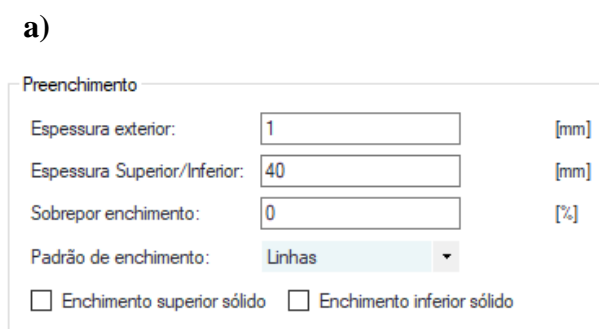 a)
Preenchimento
Espessura exterior: 1 [mm]
Espessura Superior/Inferior: 40 [mm]
Sobrepor enchimento: 0 [%]
Padrão de enchimento: Linhas
Enchimento superior sólido Enchimento inferior sólido